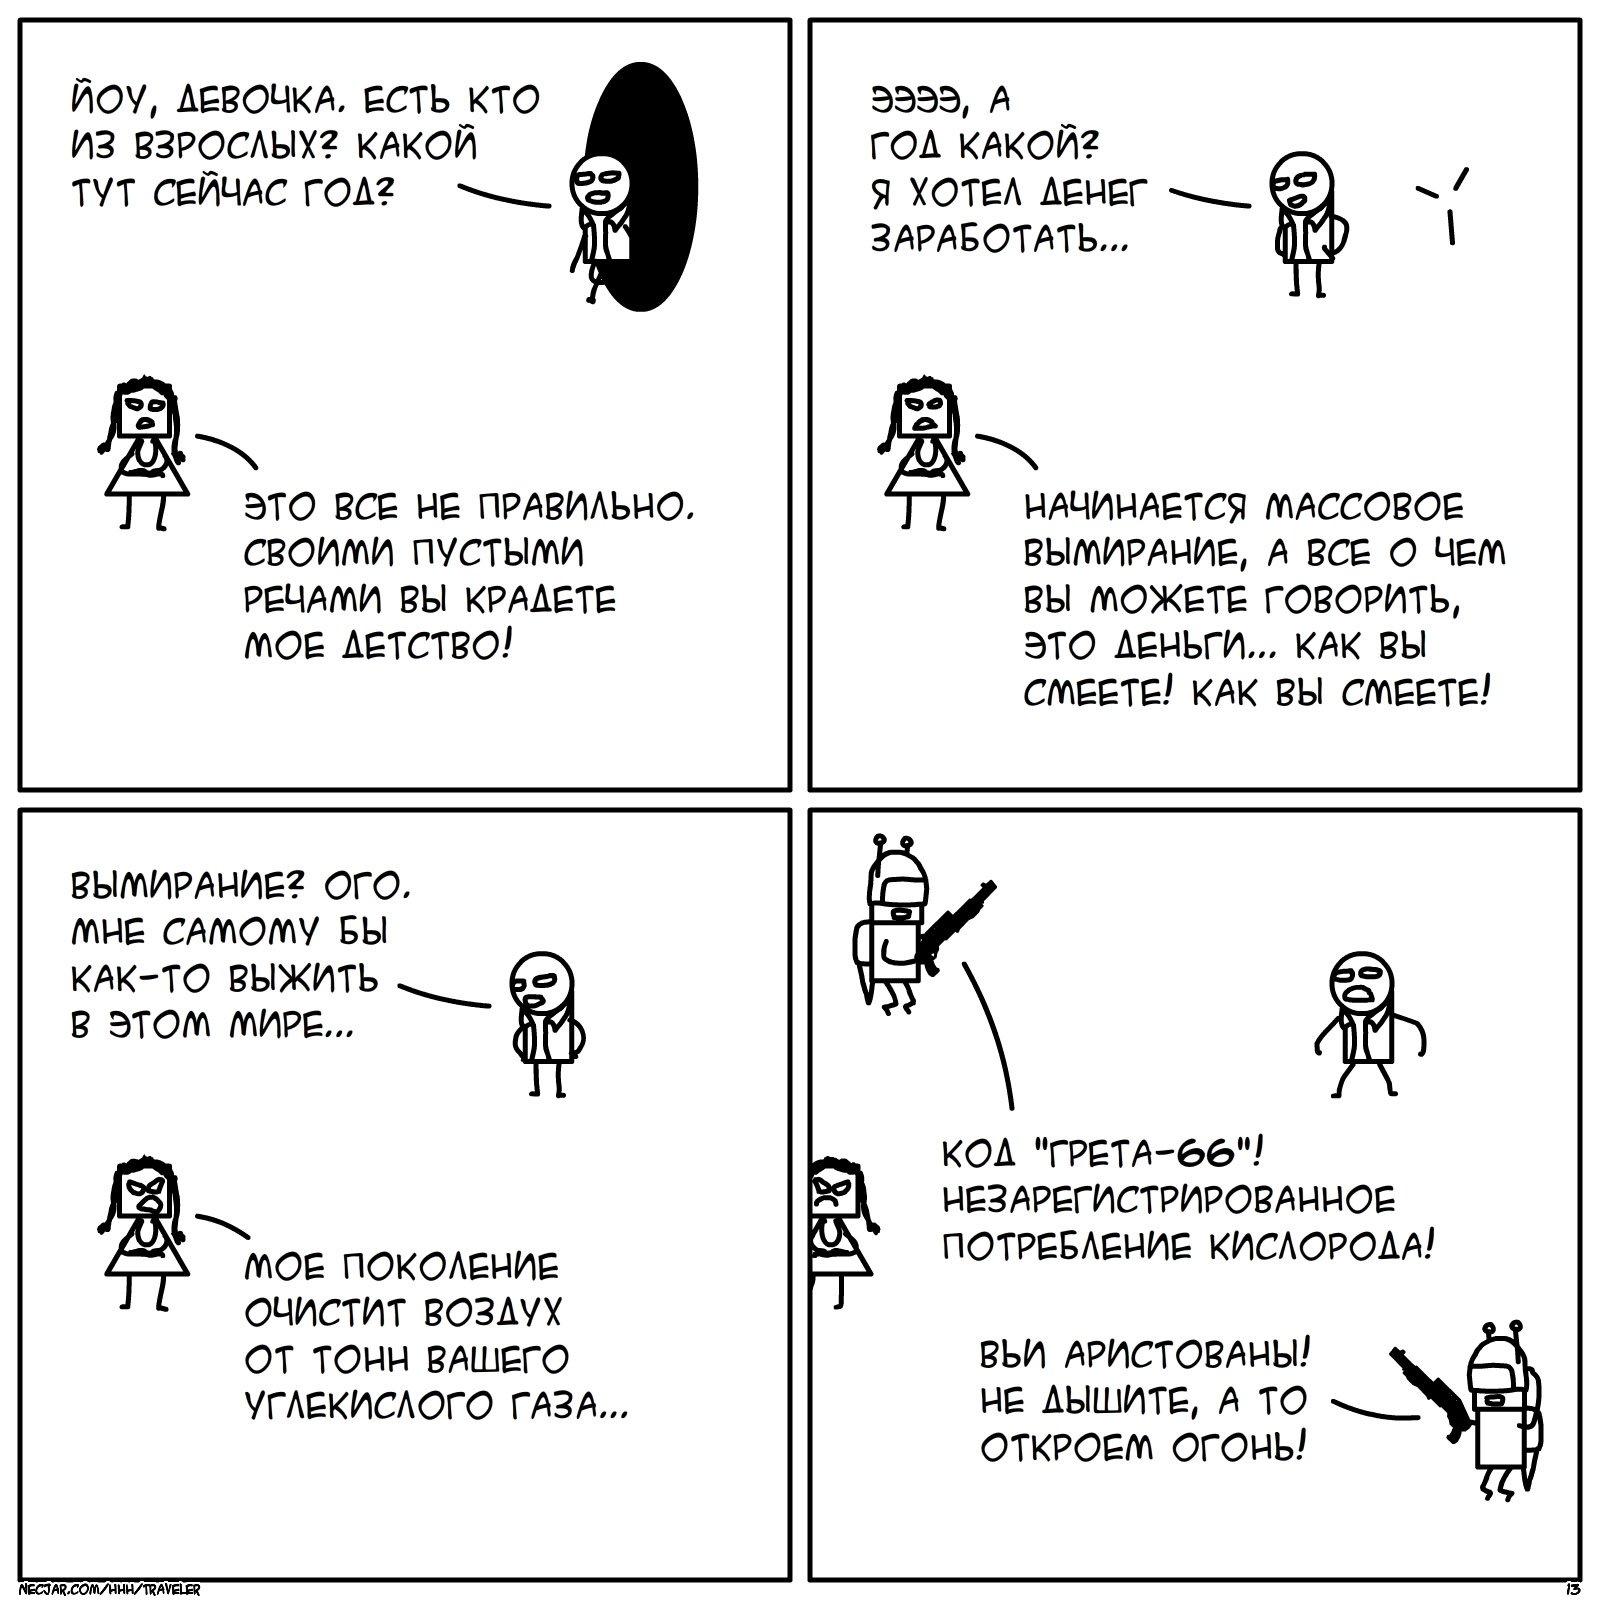 ЙОУ, ДЕВОЧКА. ЕСТЬ КТО
ИЗ ВЗРОСЛЫХ? КАКОЙ
ТУТ СЕЙЧАС ГОД?
ЭТО ВСЕ НЕ ПРАВИЛЬНО.
СВОИМИ ПУСТЫМИ
РЕЧАМИ ВЫ КРАДЕТЕ
МОЕ ДЕТСТВО!
ЭЭЭЭ, А
ГОД КАКОЙ?
Я ХОТЕЛ ДЕНЕГ
ЗАРАБОТАТЬ...
НАЧИНАЕТСЯ МАССОВОЕ
ВЫМИРАНИЕ, А ВСЕ О ЧЕМ
ВЫ МОЖЕТЕ ГОВОРИТЬ,
ЭТО ДЕНЬГИ... КАК ВЫ
СМЕЕТЕ! КАК ВЫ СМЕЕТЕ!
ВЫМИРАНИЕ? ОГО.
МНЕ САМОМУ БЫ
КАК-ТО ВЫЖИТЬ
В ЭТОМ МИРЕ...
МОЕ ПОКОЛЕНИЕ
ОЧИСТИТ ВОЗДУХ
ОТ ТОНН ВАШЕГО
УГЛЕКИСЛОГО ГАЗА...
КОД "ГРЕТА-66"!
НЕЗАРЕГИСТРИРОВАННОЕ
ПОТРЕБЛЕНИЕ КИСЛОРОДА!
ВЬИ АРИСТОВАНЫ!
НЕ ДЫШИТЕ, А ТО
ОТКРОЕМ ОГОНЬ!
NECJAR.COM/HHH/TRAVELER
13